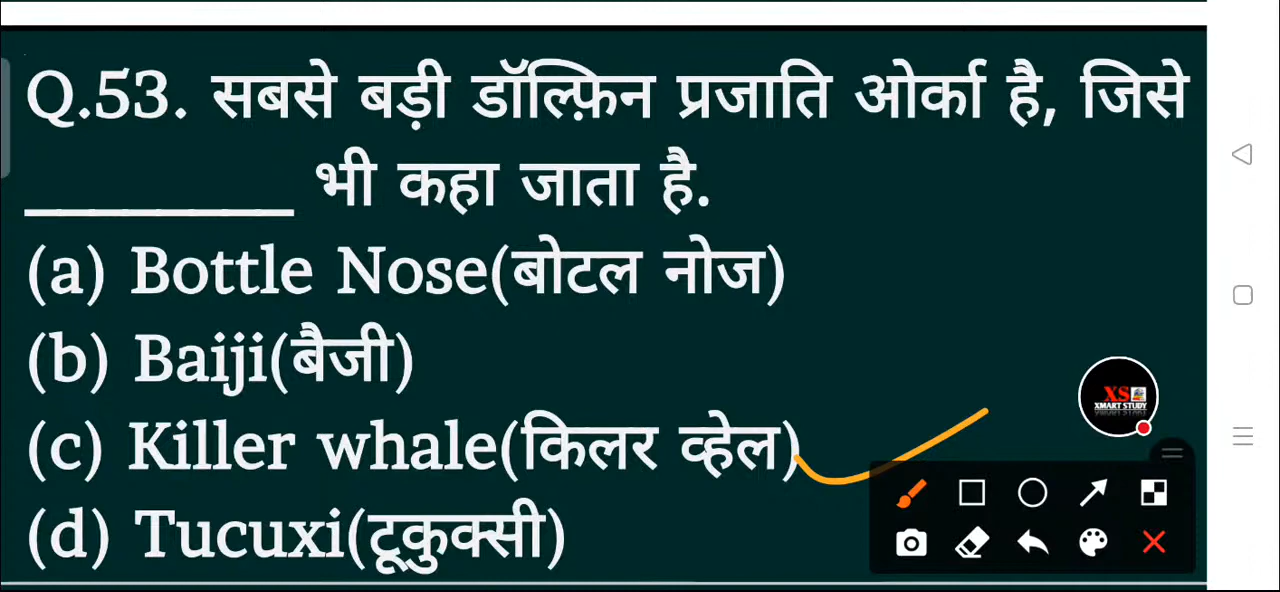 Q.53. सबसे बड़ी डॉल्फ़िन प्रजाति ओर्का है, जिसे
________ भी कहा जाता है.
(a) Bottle Nose(बोटल नोज)
(b) Baiji(बैजी)
(c) Killer whale(किलर व्हेल)
(d) Tucuxi(टूकुक्सी)
XS
XMART STUDY